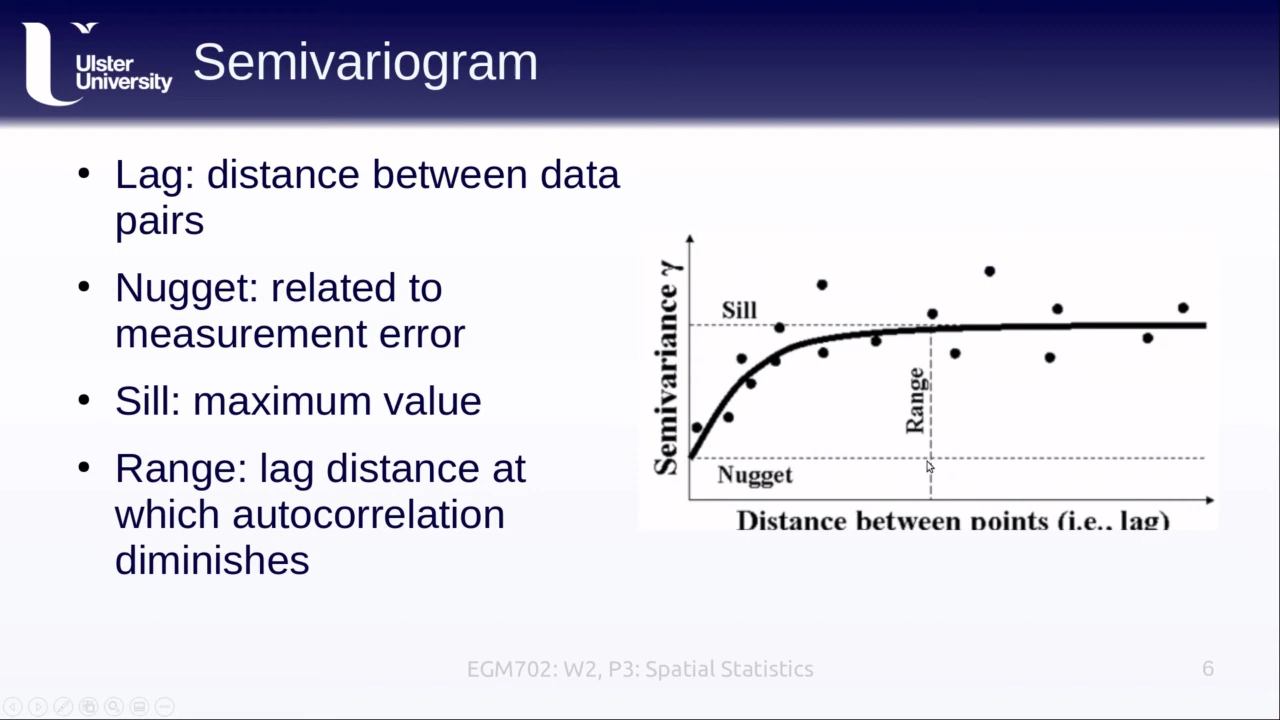 Ulster
University
Semivariogram
• Lag: distance between data
pairs
• Nugget: related to
measurement error
• Sill: maximum value
• Range: lag distance at
which autocorrelation
diminishes
Semivariance γ
Sill
Range
Nugget
Distance between points (i.e., lag)
EGM702: W2, P3: Spatial Statistics
6